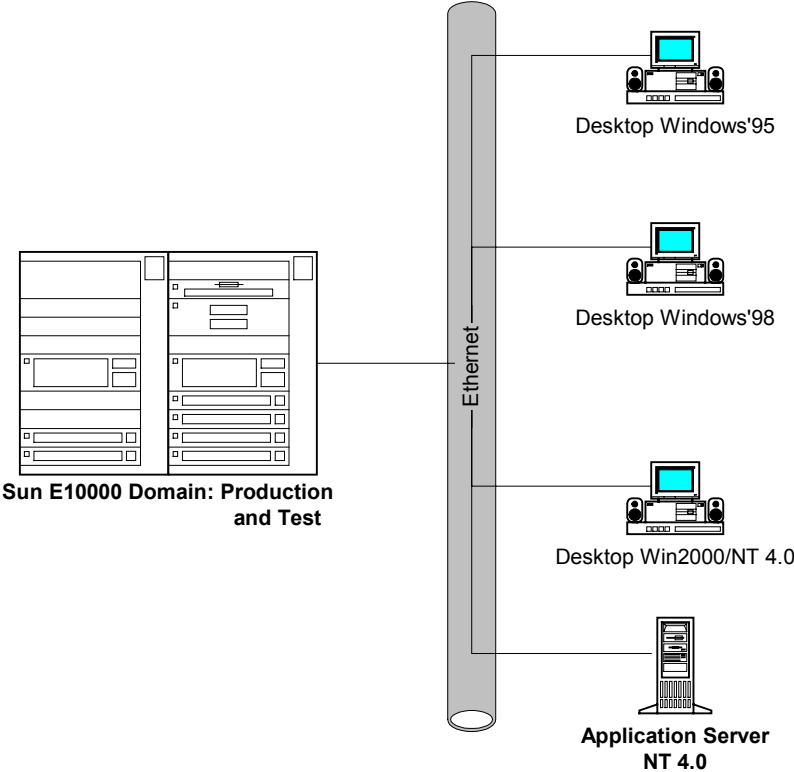 Desktop Windows'95
Desktop Windows'98
Ethernet
Sun E10000 Domain: Production
and Test
Desktop Win2000/NT 4.0
Application Server
NT 4.0